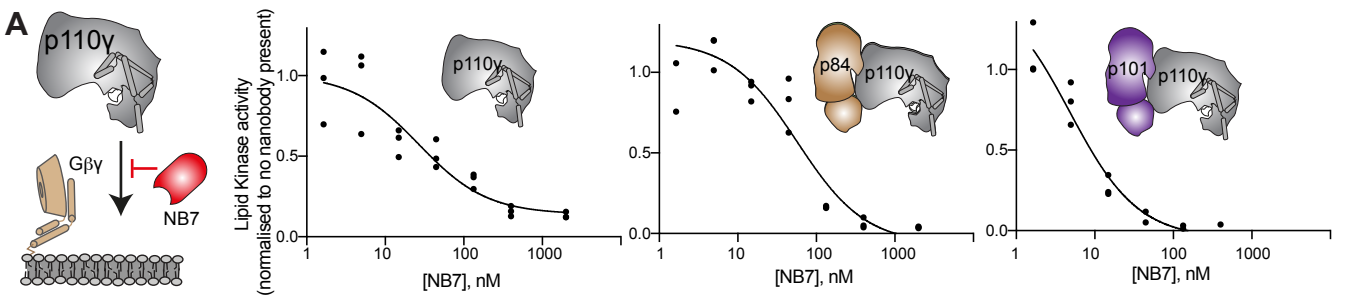 A
p110γ
Gβγ
NB7
Lipid Kinase activity
(normalised to no nanobody present)
1.0
0.5
0.0
1 10 100 1000
[NB7], nM
p110γ
1.0
0.5
0.0
1 10 100 1000
[NB7], nM
p84 p110γ
1.0
0.5
0.0
1 10 100 1000
[NB7], nM
p101 p110γ